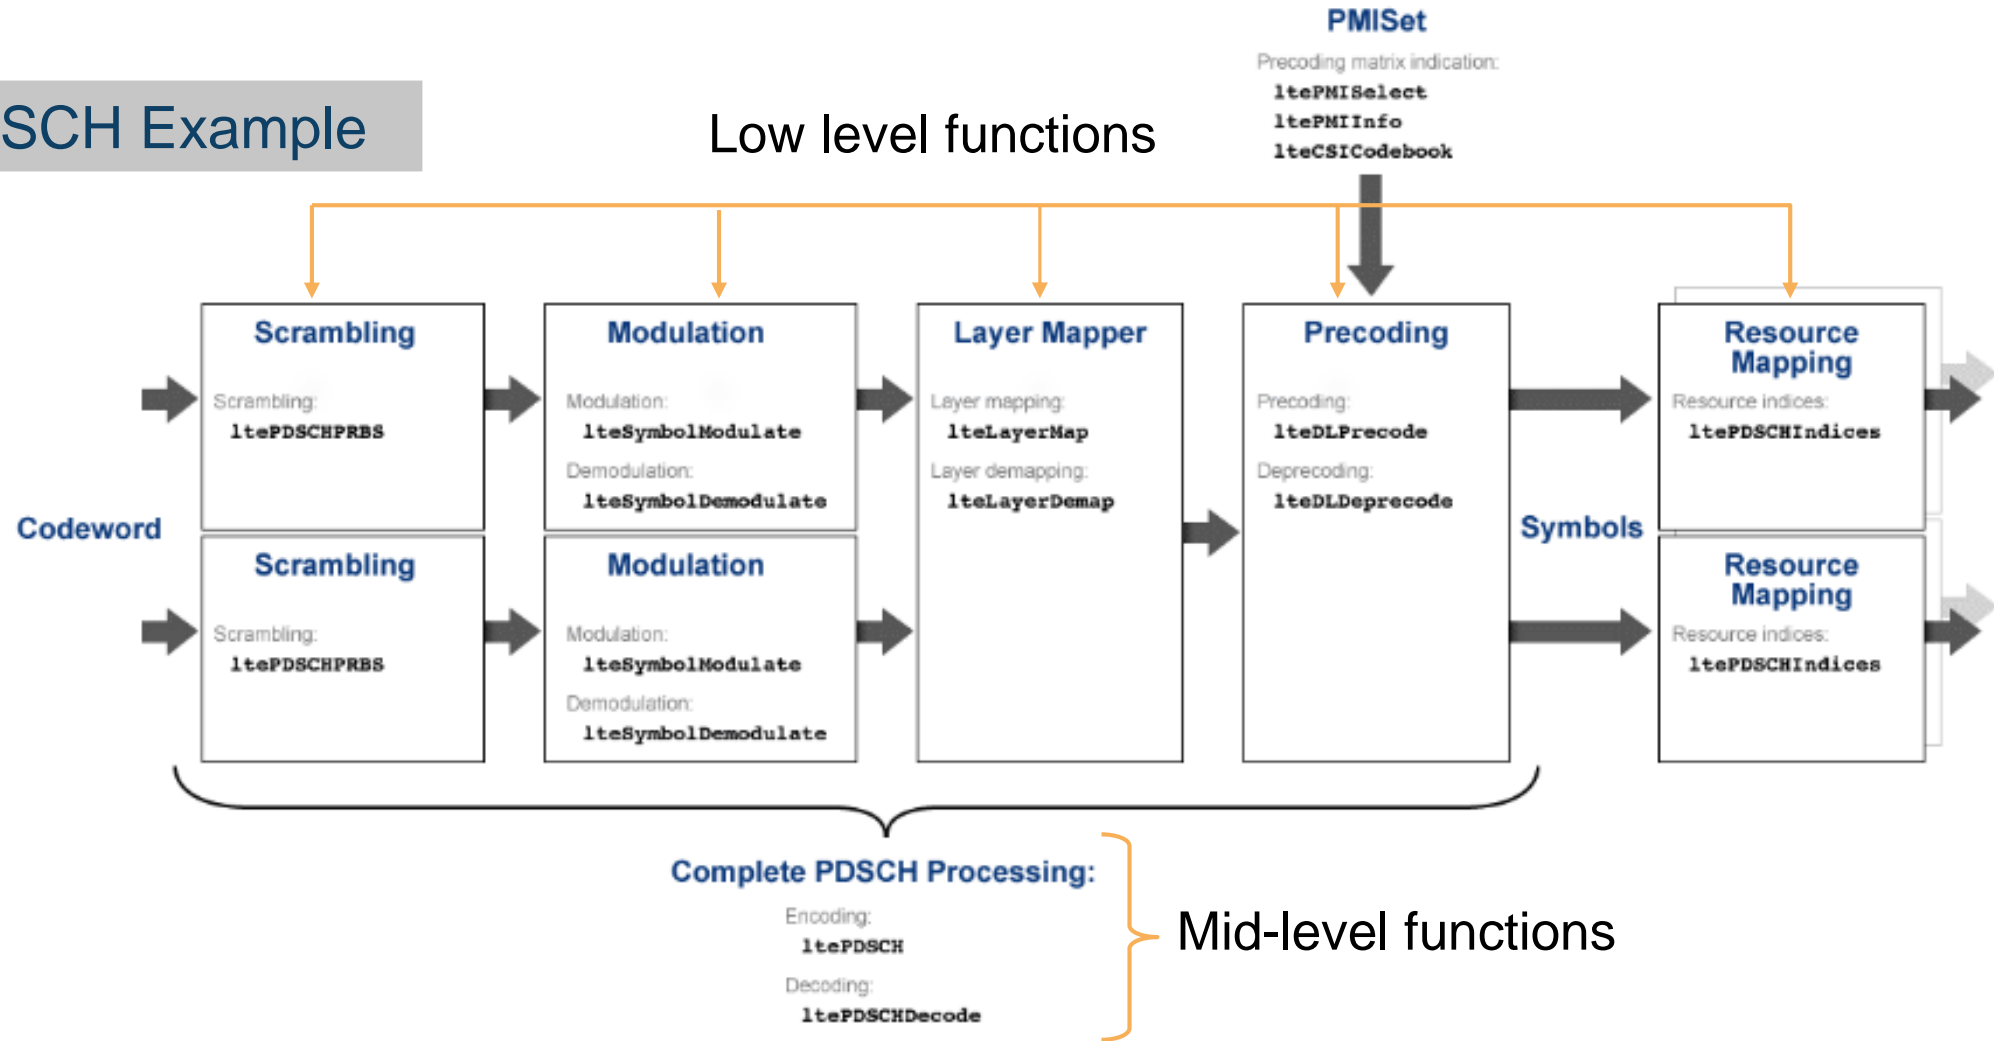 PMISet
Precoding matrix indication:
ltePMISelect
ltePMIInfo
lteCSICodebook
SCH Example
Low level functions
Scrambling
Scrambling:
ltePDSCHPRBS
Modulation
Modulation:
lteSymbolModulate
Demodulation:
lteSymbolDemodulate
Layer Mapper
Layer mapping:
lteLayerMap
Layer demapping:
lteLayerDemap
Precoding
Precoding:
lteDLPrecode
Deprecoding:
lteDLDeprecode
Resource
Mapping
Resource indices:
ltePDSCHIndices
Codeword
Symbols
Scrambling
Scrambling:
ltePDSCHPRBS
Modulation
Modulation:
lteSymbolModulate
Demodulation:
lteSymbolDemodulate
Resource
Mapping
Resource indices:
ltePDSCHIndices
Complete PDSCH Processing:
Encoding:
ltePDSCH
Decoding:
ltePDSCHDecode
Mid-level functions